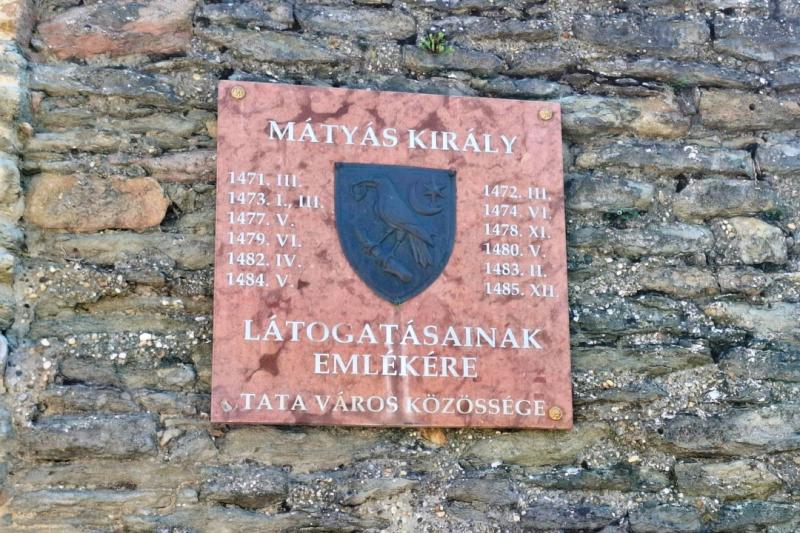 MÁTYÁS KIRÁLY
1471. III.
1473. I., III.
1477. V.
1479. VI.
1482. IV.
1484. V.
1472. III.
1474. VI.
1478. XI.
1480. V.
1483. II.
1485. XII.
LÁTOGATÁSAINAK
EMLÉKÉRE
TATA VÁROS KÖZÖSSÉGE